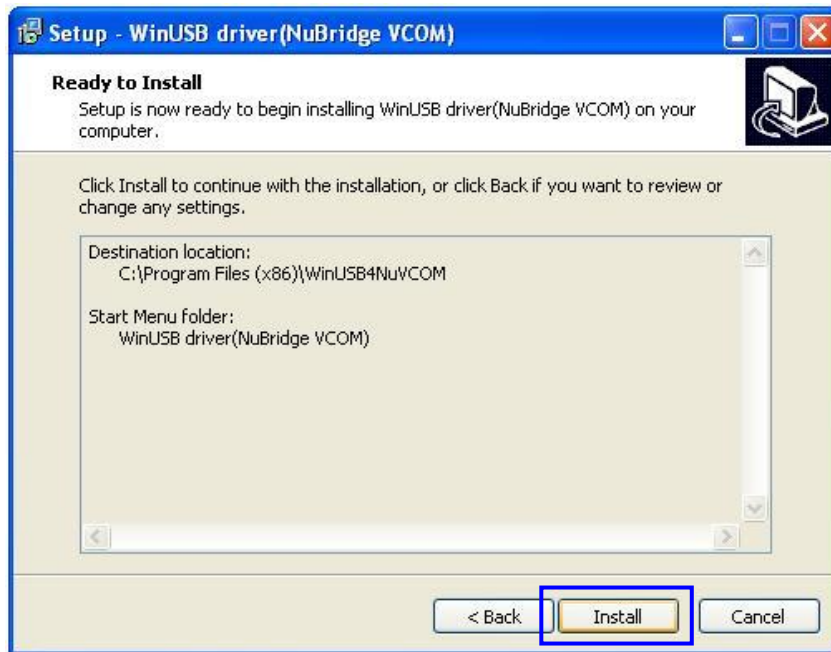 Setup - WinUSB driver(NuBridge VCOM)
Ready to Install
Setup is now ready to begin installing WinUSB driver(NuBridge VCOM) on your
computer.
Click Install to continue with the installation, or click Back if you want to review or
change any settings.
Destination location:
C:\Program Files (x86)\WinUSB4NuVCOM
Start Menu folder:
WinUSB driver(NuBridge VCOM)
< Back
Install
Cancel